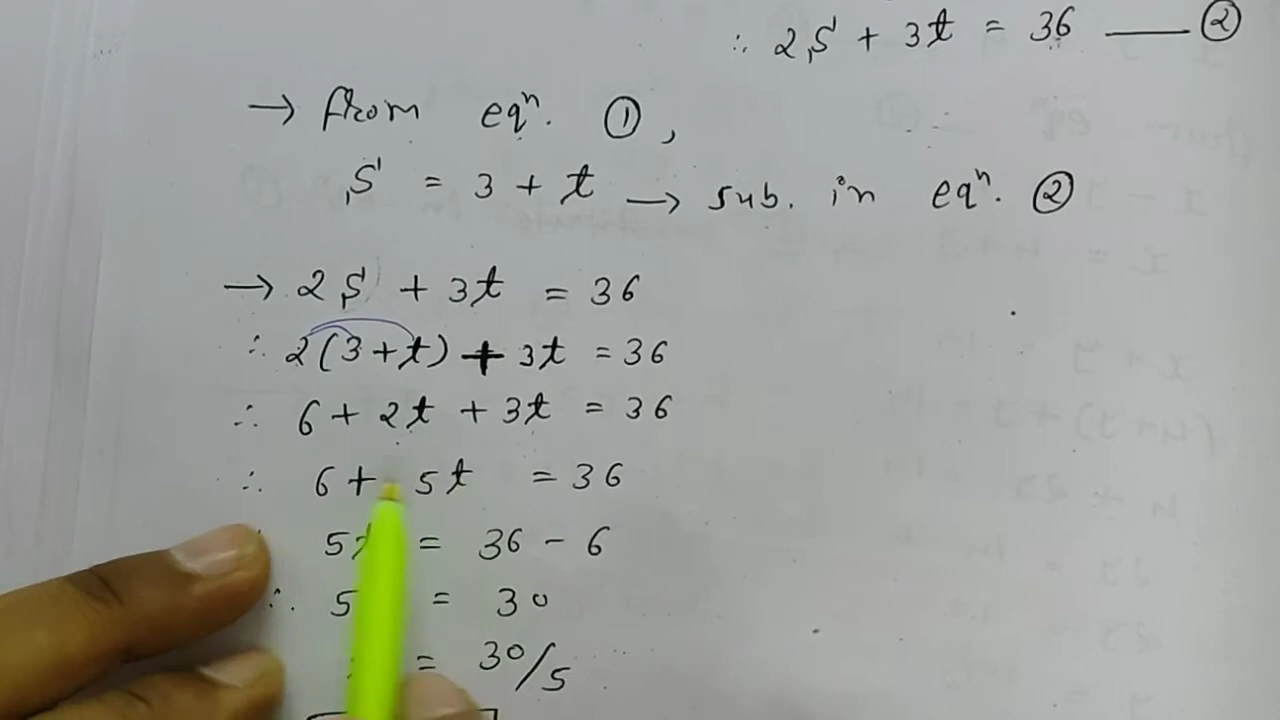 ∴ 2s + 3t = 36 —— ②
→ from eqⁿ. ①,
s = 3 + t → sub. in eqⁿ. ②
→ 2s + 3t = 36
∴ 2(3+t) + 3t = 36
∴ 6 + 2t + 3t = 36
∴ 6 + 5t = 36
5t = 36 - 6
∴ 5 = 30
= 30/5